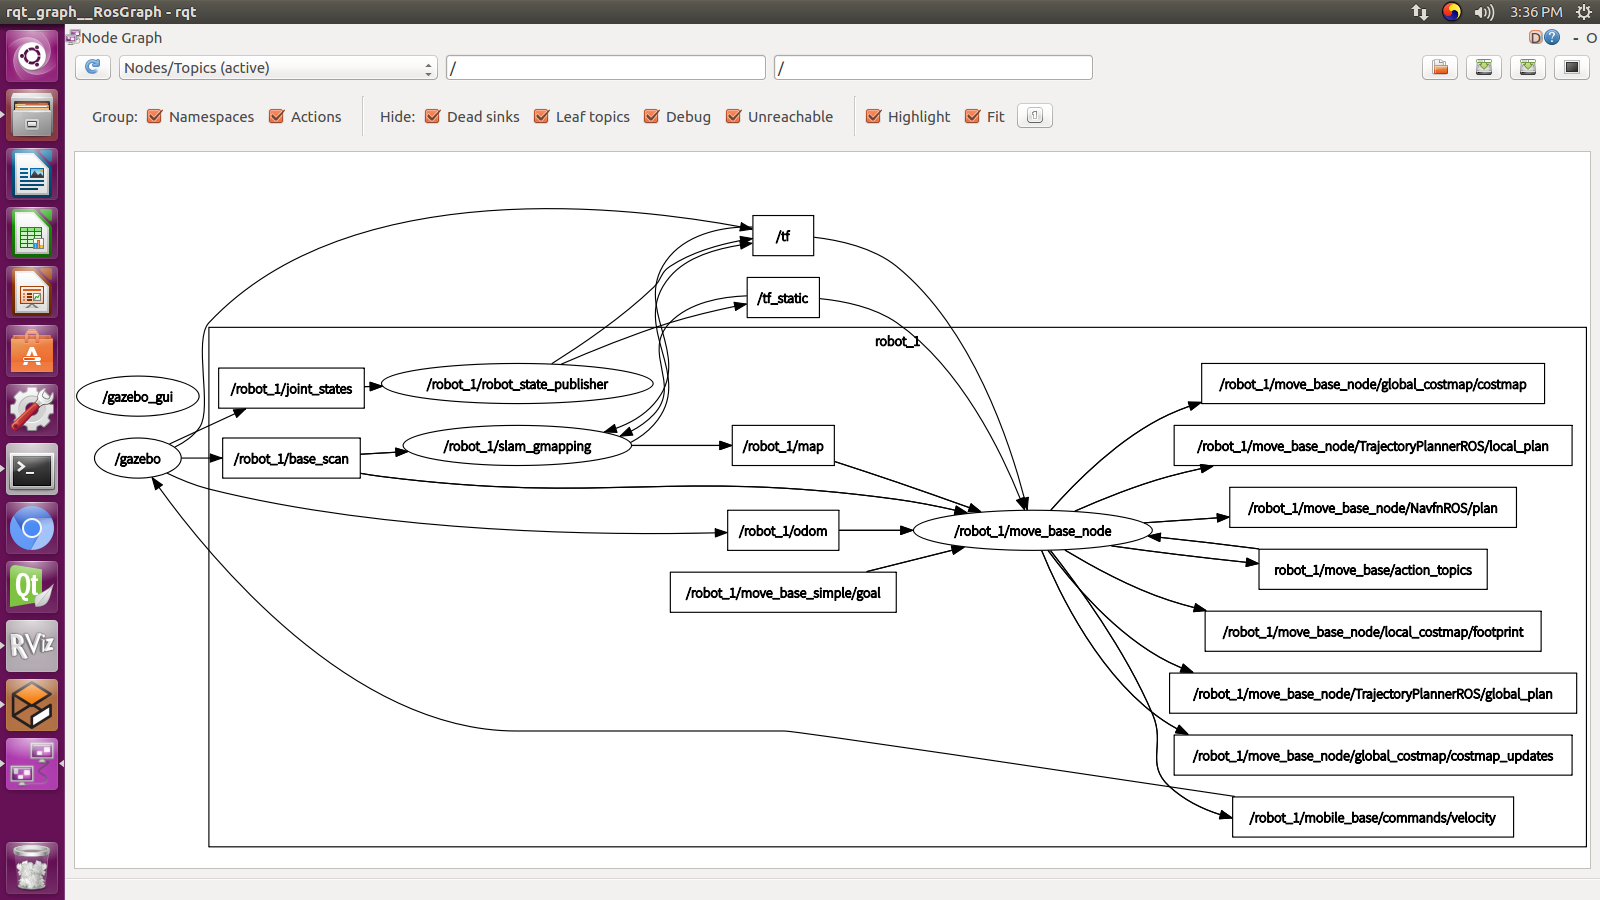 rqt_graph__RosGraph - rqt
3:36 PM
Node Graph
D ? - O
Nodes/Topics (active)
/
/
Group: Namespaces Actions Hide: Dead sinks Leaf topics Debug Unreachable Highlight Fit
/tf
/tf_static
robot_1
/gazebo_gui
/robot_1/joint_states
/robot_1/robot_state_publisher
/robot_1/move_base_node/global_costmap/costmap
/gazebo
/robot_1/base_scan
/robot_1/slam_gmapping
/robot_1/map
/robot_1/move_base_node/TrajectoryPlannerROS/local_plan
/robot_1/move_base_node/NavfnROS/plan
/robot_1/odom
/robot_1/move_base_node
robot_1/move_base/action_topics
/robot_1/move_base_simple/goal
/robot_1/move_base_node/local_costmap/footprint
/robot_1/move_base_node/TrajectoryPlannerROS/global_plan
/robot_1/move_base_node/global_costmap/costmap_updates
/robot_1/mobile_base/commands/velocity
A
>_
Qt
RViz